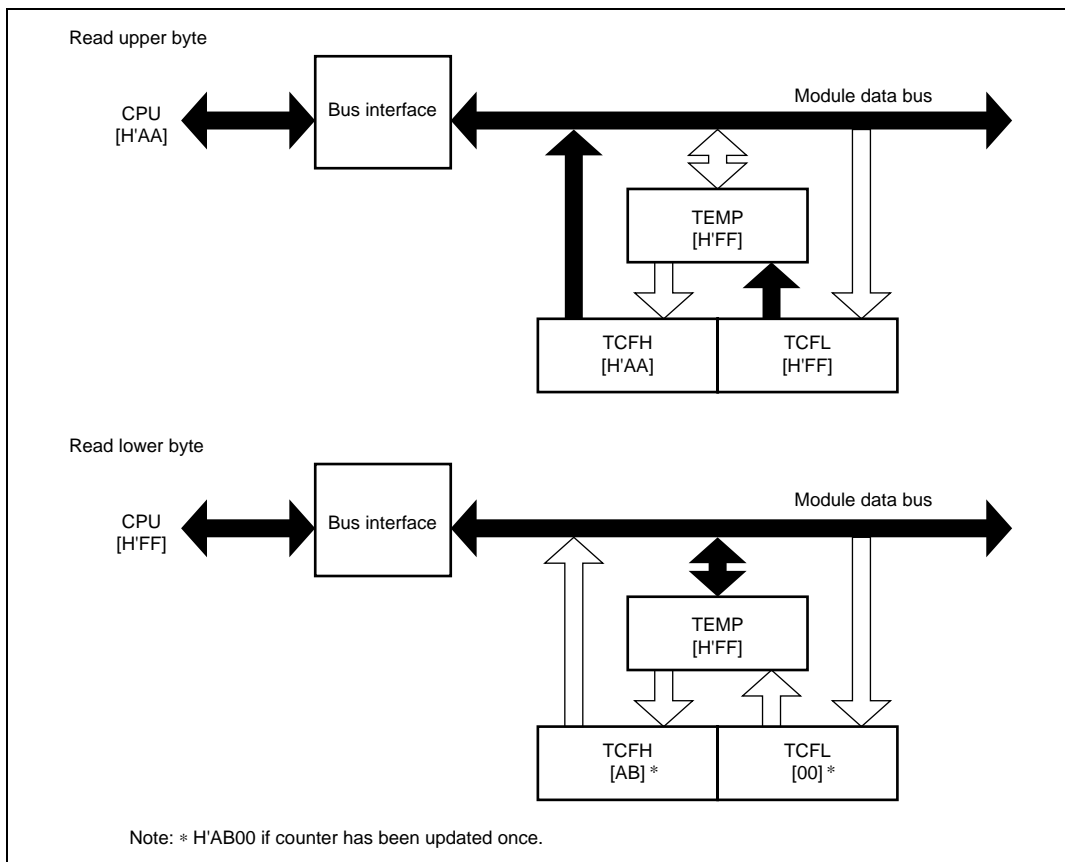 Read upper byte
CPU
[H'AA]
Bus interface
Module data bus
TEMP
[H'FF]
TCFH
[H'AA]
TCFL
[H'FF]
Read lower byte
CPU
[H'FF]
Bus interface
Module data bus
TEMP
[H'FF]
TCFH
[AB] *
TCFL
[00] *
Note: * H'AB00 if counter has been updated once.